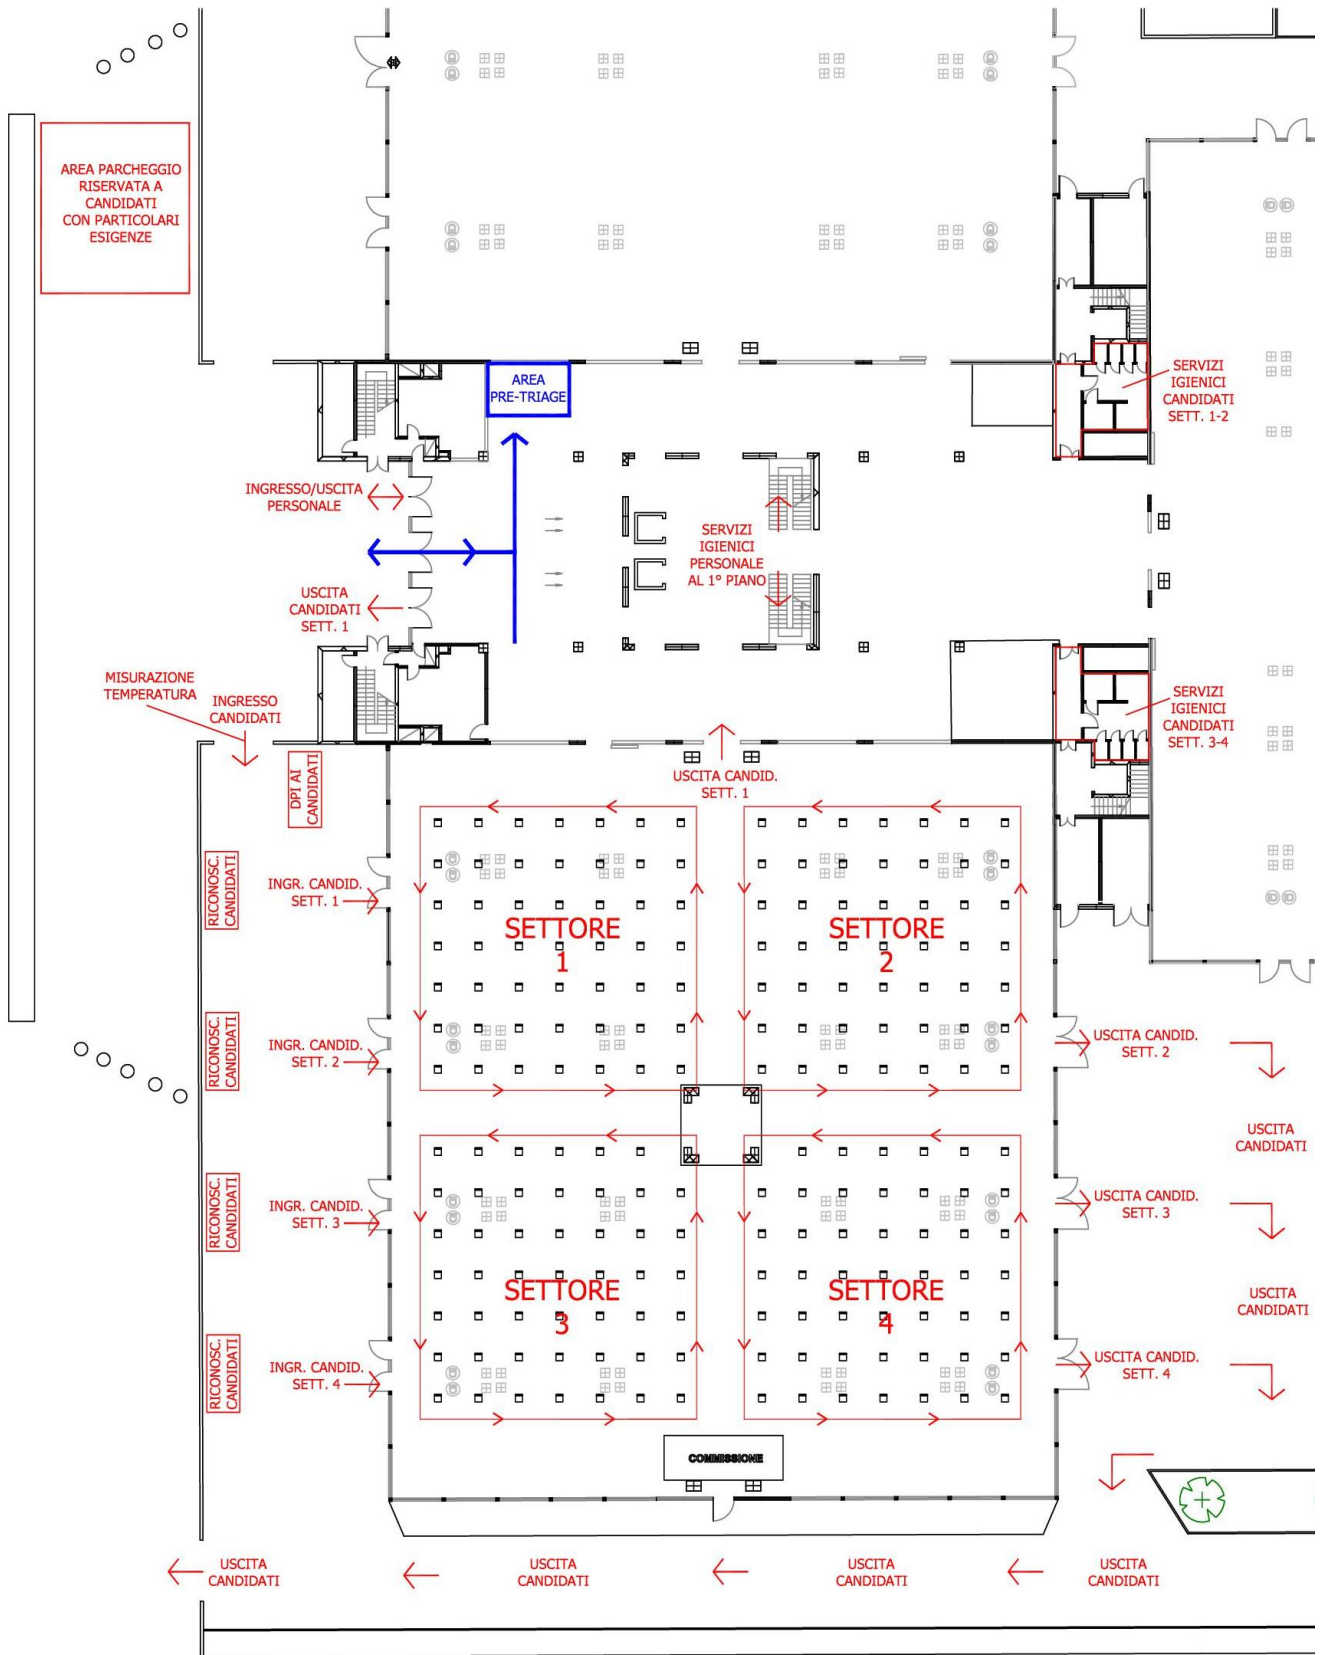 AREA PARCHEGGIO
RISERVATA A
CANDIDATI
CON PARTICOLARI
ESIGENZE
AREA
PRE-TRIAGE
SERVIZI
IGIENICI
CANDIDATI
SETT. 1-2
INGRESSO/USCITA
PERSONALE
SERVIZI
IGIENICI
PERSONALE
AL 1° PIANO
USCITA
CANDIDATI
SETT. 1
MISURAZIONE
TEMPERATURA
INGRESSO
CANDIDATI
SERVIZI
IGIENICI
CANDIDATI
SETT. 3-4
DPI AI
CANDIDATI
USCITA CANDID.
SETT. 1
RICONOSC.
CANDIDATI
INGR. CANDID.
SETT. 1
SETTORE
1
SETTORE
2
RICONOSC.
CANDIDATI
INGR. CANDID.
SETT. 2
USCITA CANDID.
SETT. 2
USCITA
CANDIDATI
RICONOSC.
CANDIDATI
INGR. CANDID.
SETT. 3
USCITA CANDID.
SETT. 3
SETTORE
3
SETTORE
4
USCITA
CANDIDATI
RICONOSC.
CANDIDATI
INGR. CANDID.
SETT. 4
USCITA CANDID.
SETT. 4
COMMISSIONE
USCITA
CANDIDATI
USCITA
CANDIDATI
USCITA
CANDIDATI
USCITA
CANDIDATI